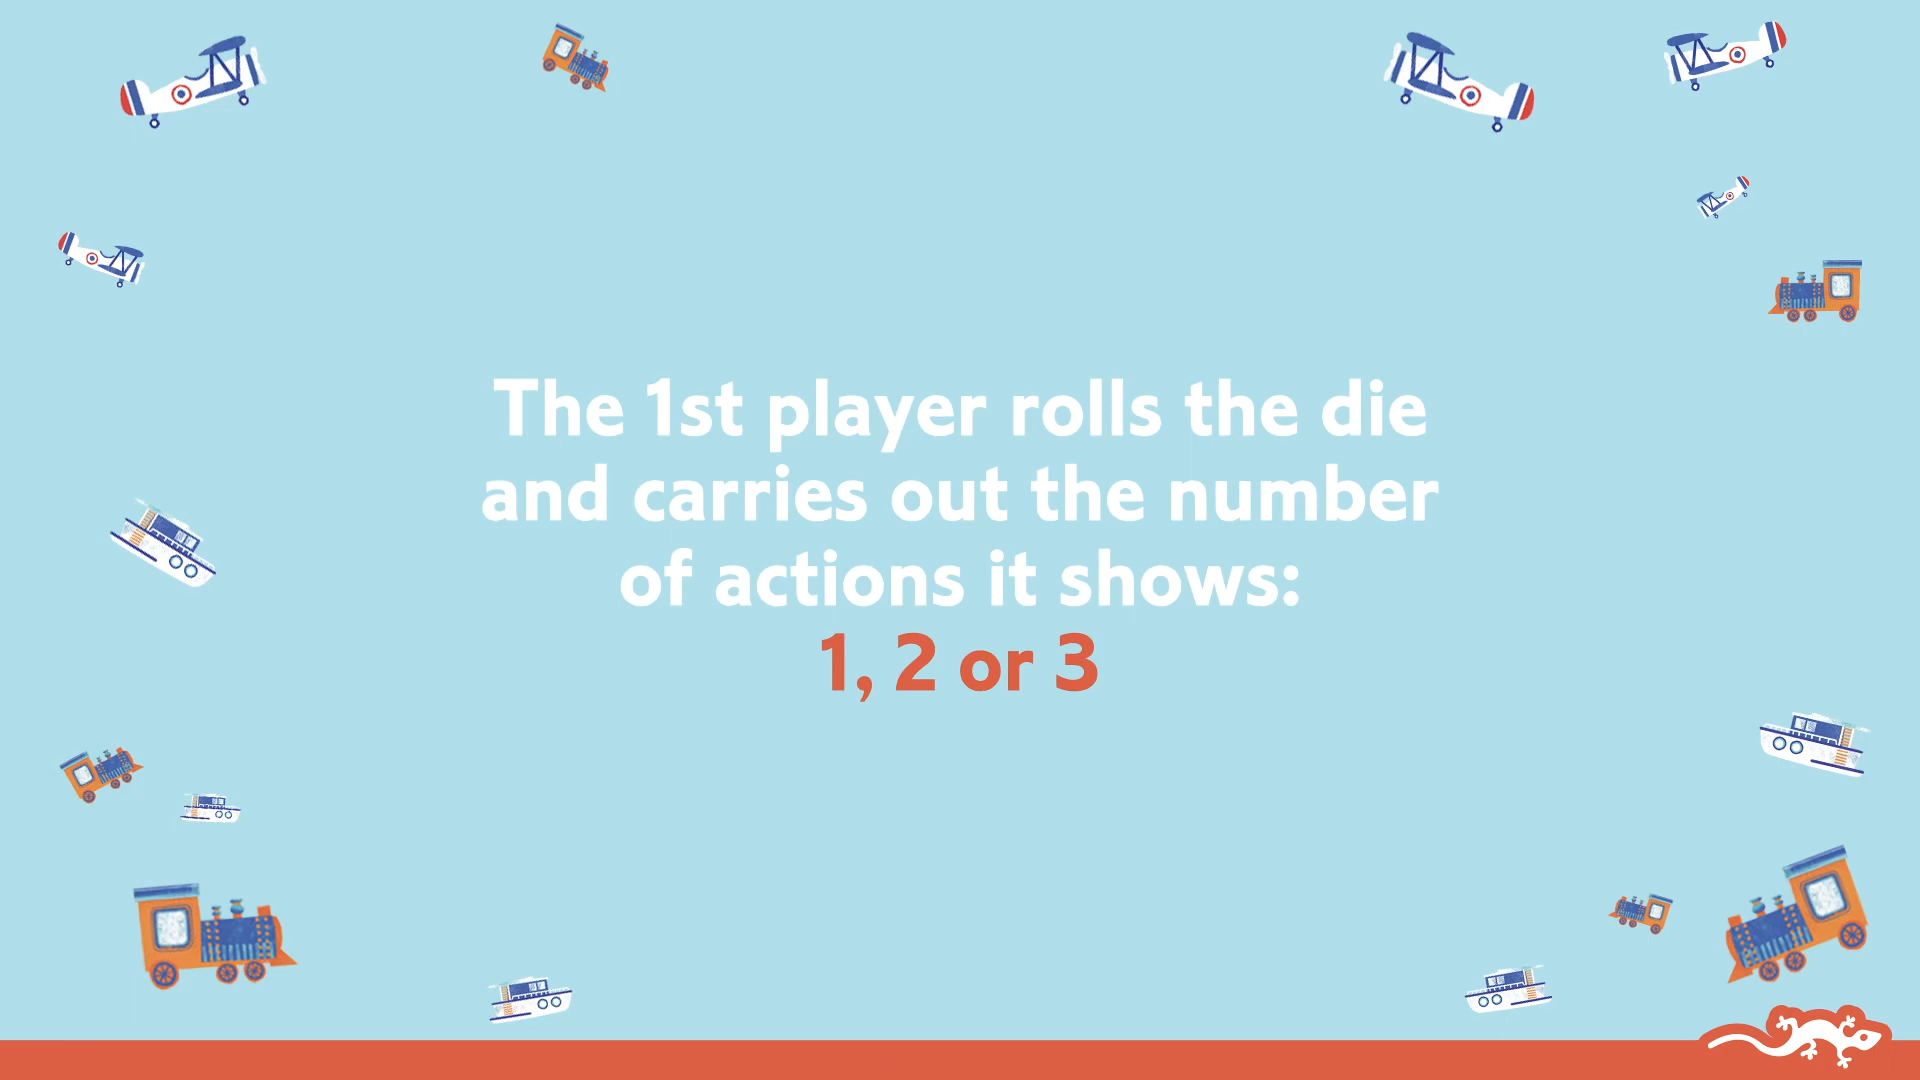 The 1st player rolls the die
and carries out the number
of actions it shows:
1, 2 or 3